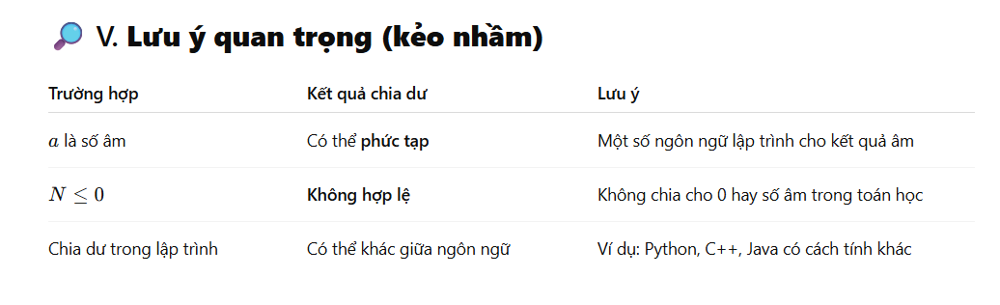 V. Lưu ý quan trọng (kẻo nhầm)
Trường hợp Kết quả chia dư Lưu ý
a là số âm Có thể phức tạp Một số ngôn ngữ lập trình cho kết quả âm
N ≤ 0 Không hợp lệ Không chia cho 0 hay số âm trong toán học
Chia dư trong lập trình Có thể khác giữa ngôn ngữ Ví dụ: Python, C++, Java có cách tính khác